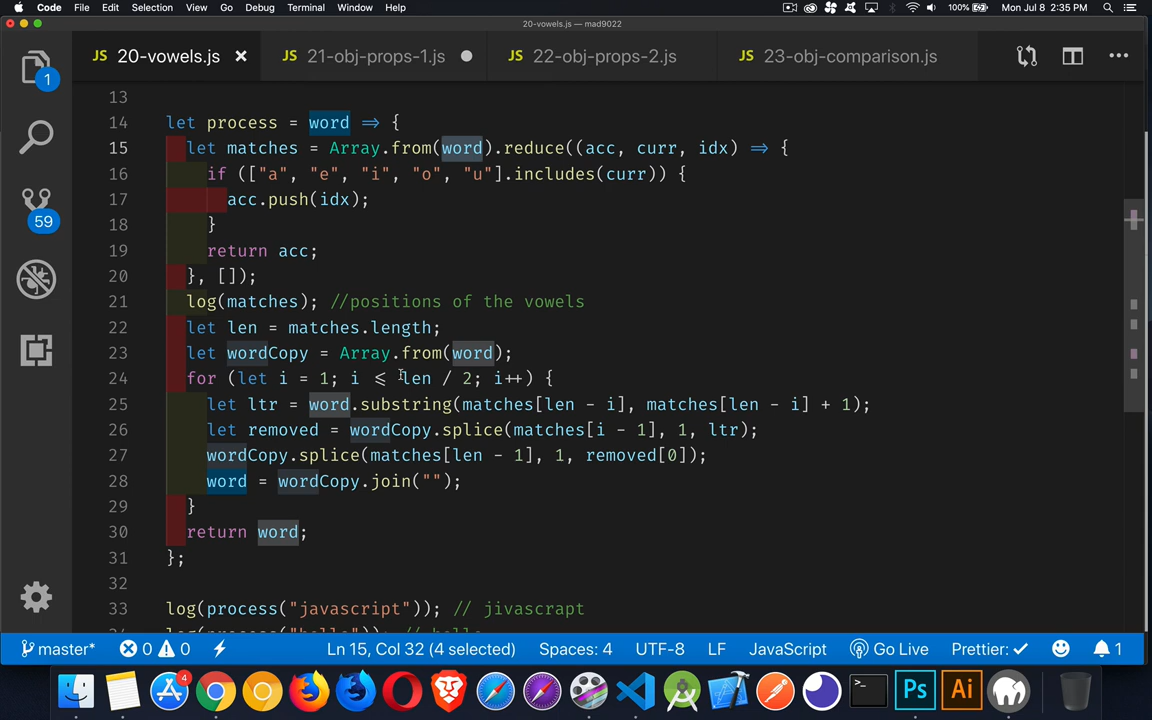 Code File Edit Selection View Go Debug Terminal Window Help 100% Mon Jul 8 2:35 PM
20-vowels.js — mad9022
JS 20-vowels.js × JS 21-obj-props-1.js JS 22-obj-props-2.js JS 23-obj-comparison.js
1
59
13
14 let process = word => {
15 let matches = Array.from(word).reduce((acc, curr, idx) => {
16 if (["a", "e", "i", "o", "u"].includes(curr)) {
17 acc.push(idx);
18 }
19 return acc;
20 }, []);
21 log(matches); //positions of the vowels
22 let len = matches.length;
23 let wordCopy = Array.from(word);
24 for (let i = 1; i <= len / 2; i++) {
25 let ltr = word.substring(matches[len - i], matches[len - i] + 1);
26 let removed = wordCopy.splice(matches[i - 1], 1, ltr);
27 wordCopy.splice(matches[len - 1], 1, removed[0]);
28 word = wordCopy.join("");
29 }
30 return word;
31 };
32
33 log(process("javascript")); // jivascrapt
master* 0 0 Ln 15, Col 32 (4 selected) Spaces: 4 UTF-8 LF JavaScript Go Live Prettier: ✓ 1
4
>_
Ps
Ai